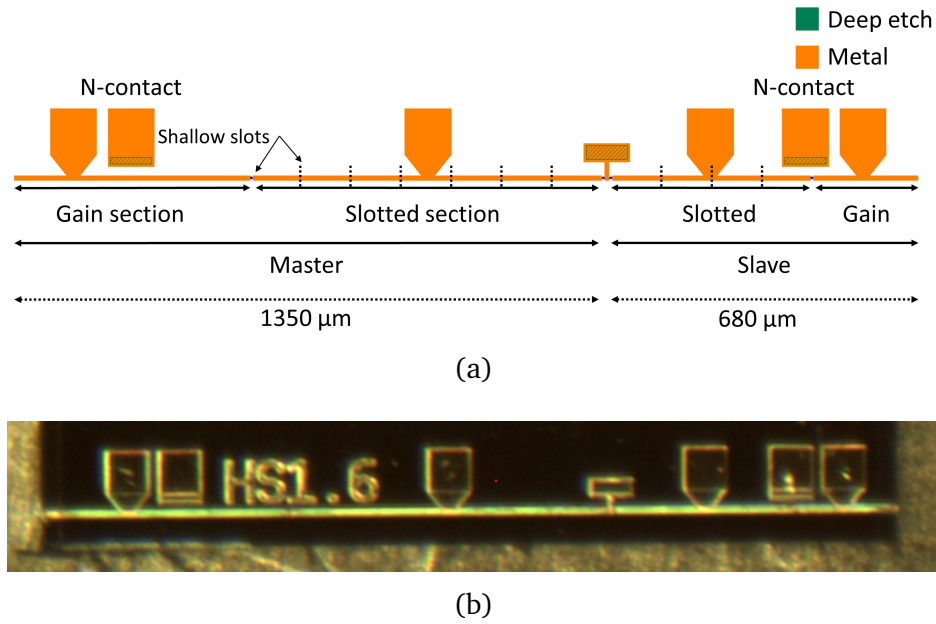 Deep etch
Metal
N-contact
N-contact
Shallow slots
Gain section
Slotted section
Slotted
Gain
Master
Slave
1350 µm
680 µm
(a)
HS1.6
(b)